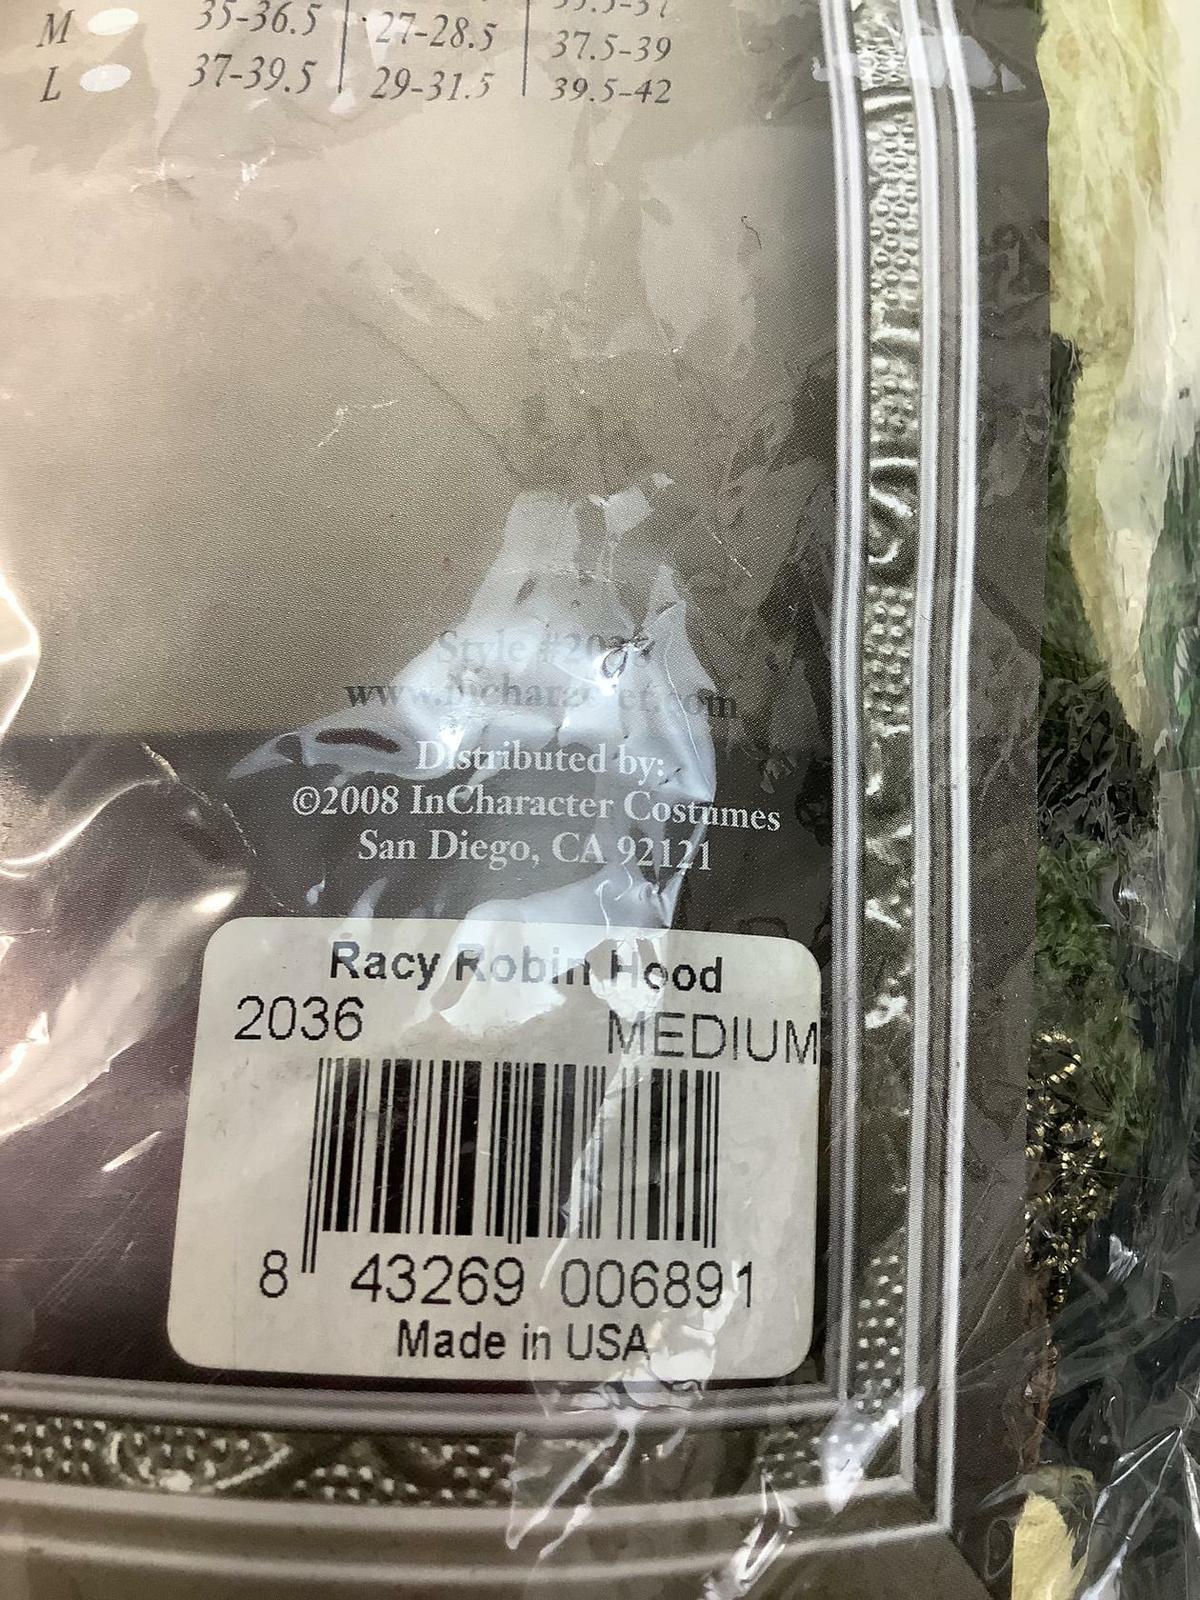 M 35-36.5 27-28.5 37.5-39
L 37-39.5 29-31.5 39.5-42
Distributed by:
©2008 InCharacter Costumes
San Diego, CA 92121
Racy Robin Hood
2036 MEDIUM
8 43269 006891
Made in USA